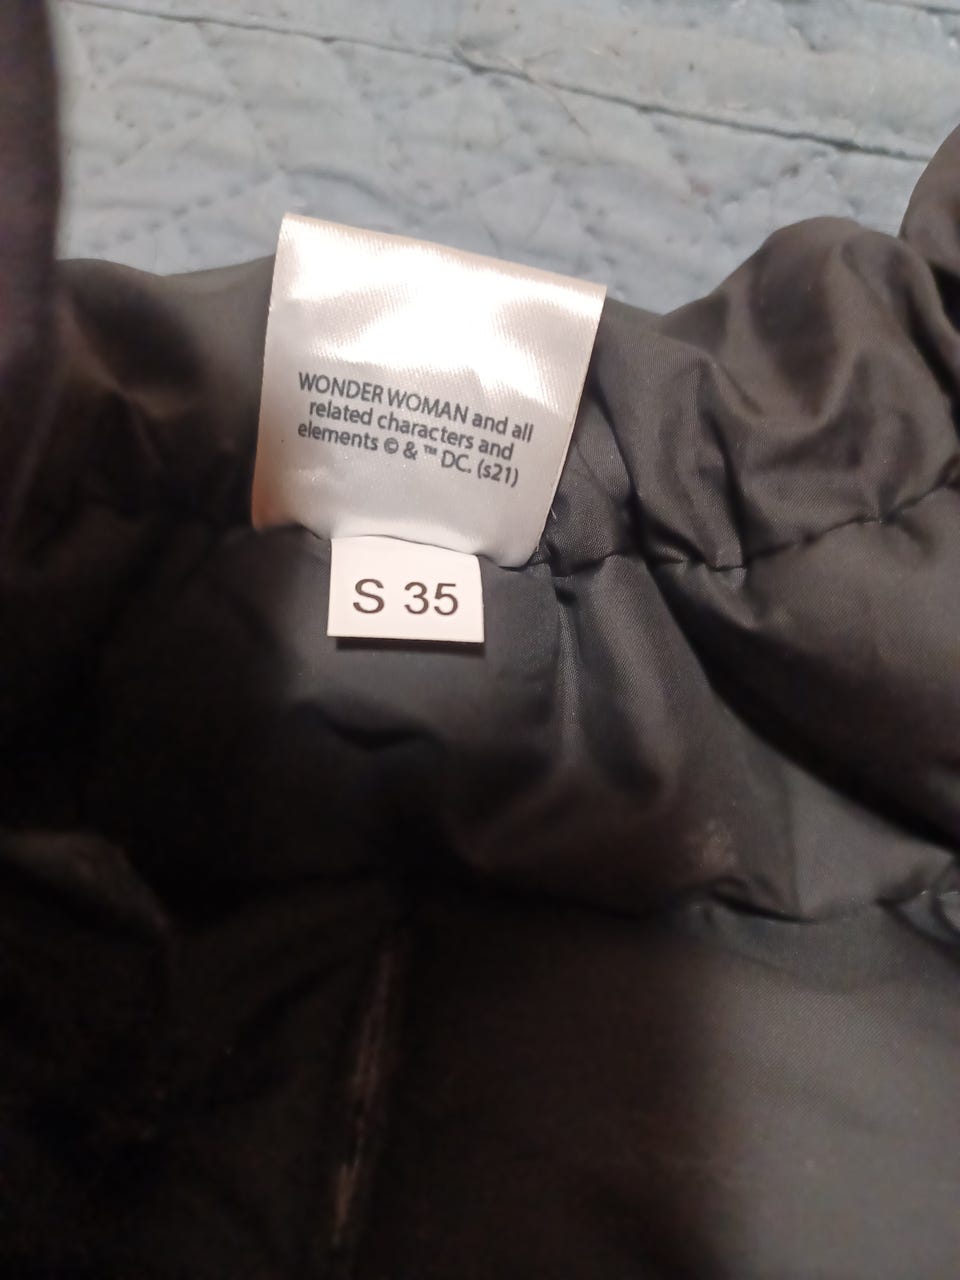 WONDER WOMAN and all
related characters and
elements © & ™ DC. (s21)
S 35